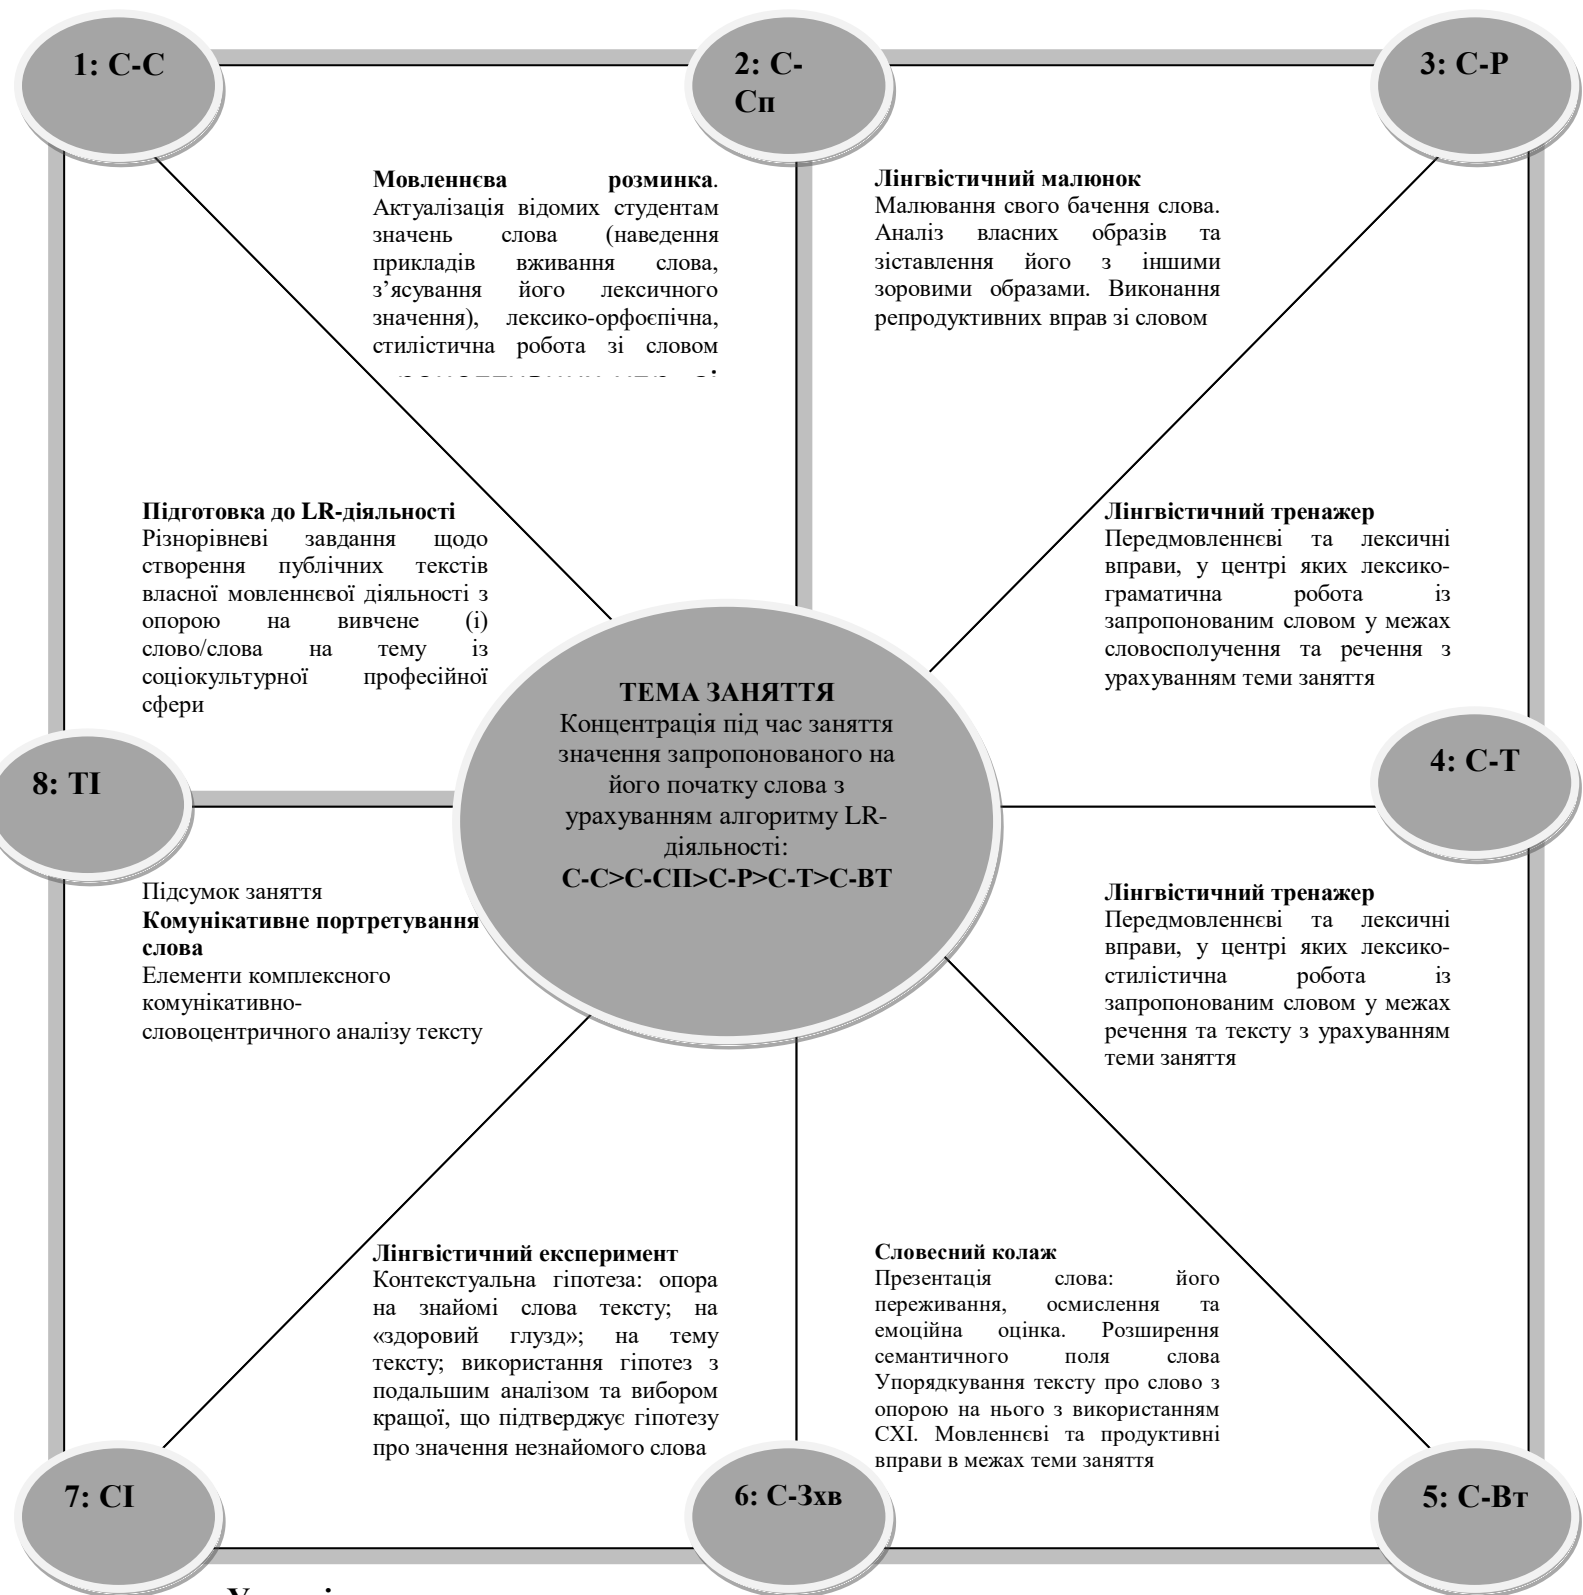 1: С-С
2: С-
Сп
3: С-Р
Мовленнєва розминка.
Актуалізація відомих студентам
значень слова (наведення
прикладів вживання слова,
з’ясування його лексичного
значення), лексико-орфоєпічна,
стилістична робота зі словом
Лінгвістичний малюнок
Малювання свого бачення слова.
Аналіз власних образів та
зіставлення його з іншими
зоровими образами. Виконання
репродуктивних вправ зі словом
Підготовка до LR-діяльності
Різнорівневі завдання щодо
створення публічних текстів
власної мовленнєвої діяльності з
опорою на вивчене (і)
слово/слова на тему із
соціокультурної професійної
сфери
Лінгвістичний тренажер
Передмовленнєві та лексичні
вправи, у центрі яких лексико-
граматична робота із
запропонованим словом у межах
словосполучення та речення з
урахуванням теми заняття
ТЕМА ЗАНЯТТЯ
Концентрація під час заняття
значення запропонованого на
його початку слова з
урахуванням алгоритму LR-
діяльності:
С-С>С-СП>С-Р>С-Т>С-ВТ
8: ТІ
4: С-Т
Підсумок заняття
Комунікативне портретування
слова
Елементи комплексного
комунікативно-
словоцентричного аналізу тексту
Лінгвістичний тренажер
Передмовленнєві та лексичні
вправи, у центрі яких лексико-
стилістична робота із
запропонованим словом у межах
речення та тексту з урахуванням
теми заняття
Лінгвістичний експеримент
Контекстуальна гіпотеза: опора
на знайомі слова тексту; на
«здоровий глузд»; на тему
тексту; використання гіпотез з
подальшим аналізом та вибором
кращої, що підтверджує гіпотезу
про значення незнайомого слова
Словесний колаж
Презентація слова: його
переживання, осмислення та
емоційна оцінка. Розширення
семантичного поля слова
Упорядкування тексту про слово з
опорою на нього з використанням
СХІ. Мовленнєві та продуктивні
вправи в межах теми заняття
7: СІ
6: С-Зхв
5: С-Вт